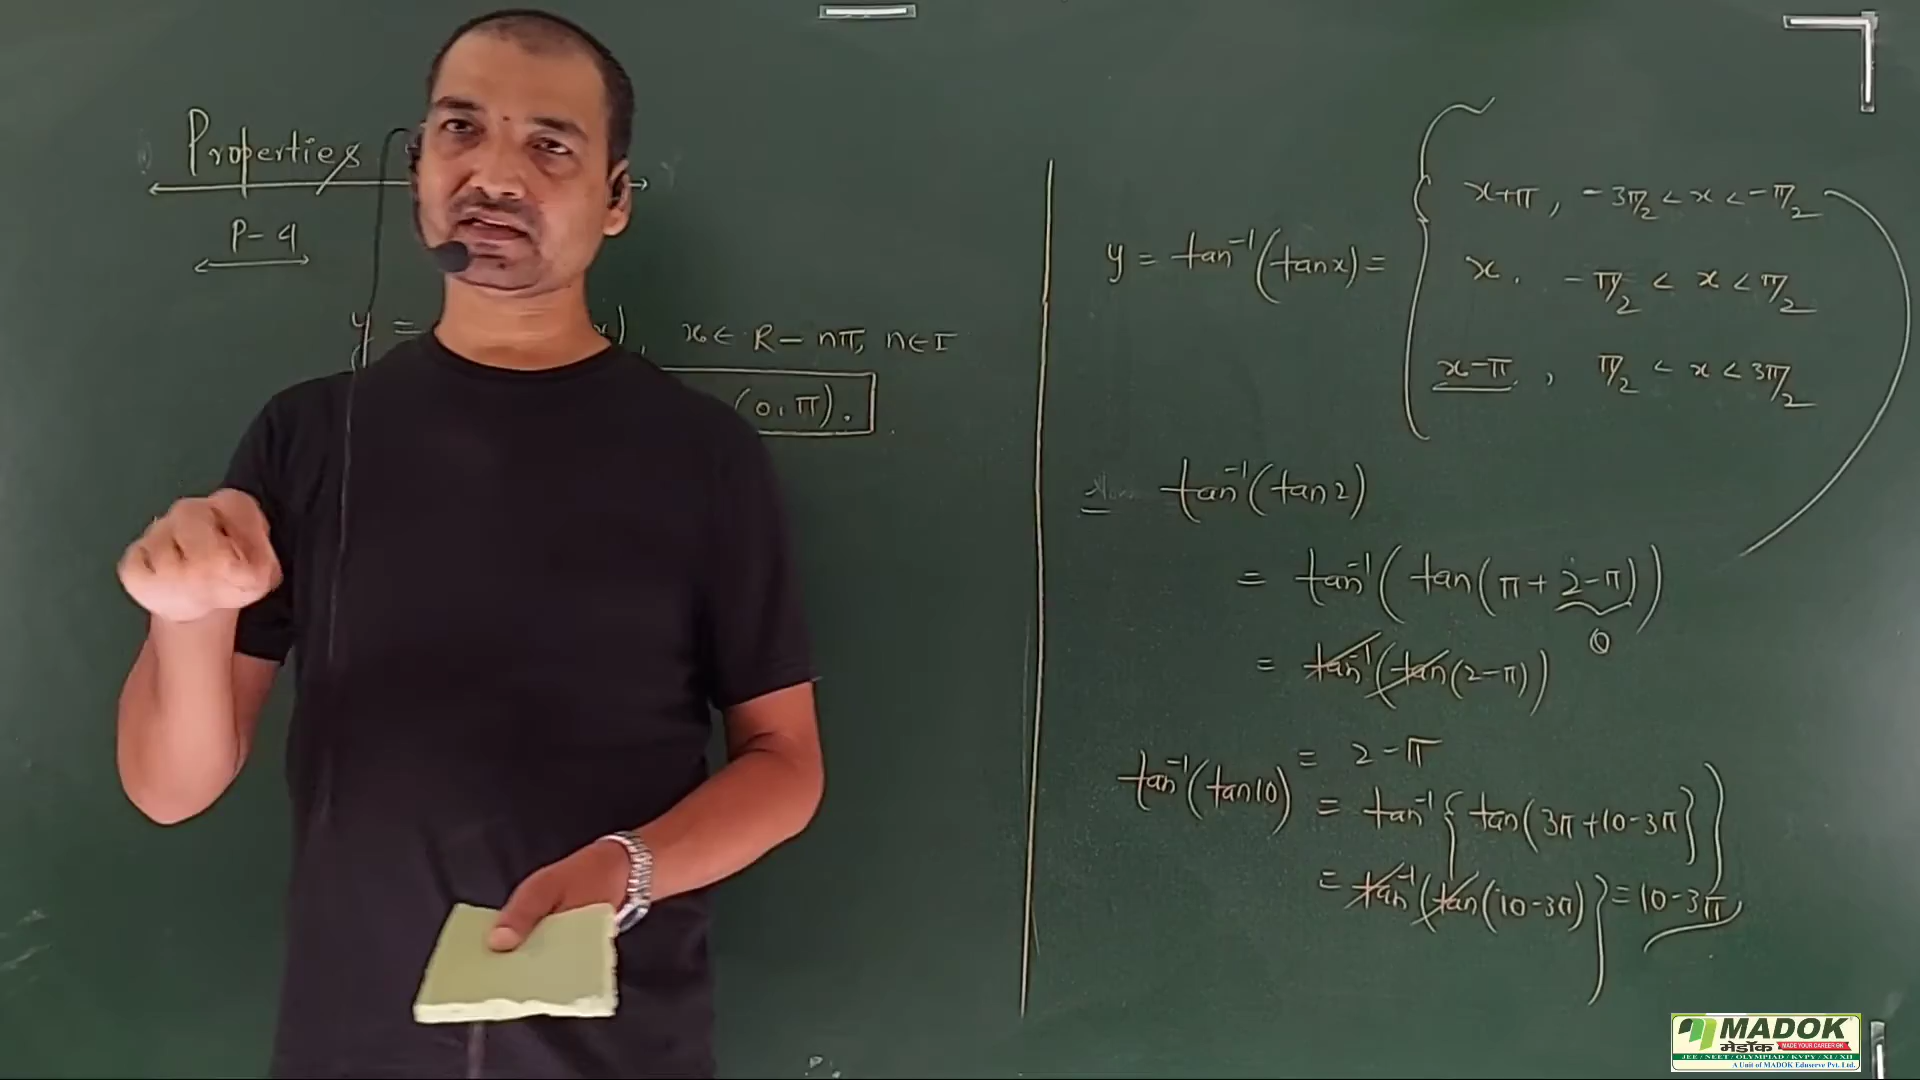 Properties
P-4
y =
x), x ∈ R - nπ, n ∈ I
(0, π).
y = tan⁻¹(tan x) =
x+π, -3π/2 < x < -π/2
x. -π/2 < x < π/2
x-π, π/2 < x < 3π/2
tan⁻¹(tan 2)
= tan⁻¹(tan(π + 2-π))
θ
= tan⁻¹(tan(2-π))
= 2-π
tan⁻¹(tan 10) = tan⁻¹{tan(3π+10-3π}}
= tan⁻¹(tan(10-3π)} = 10-3π
MADOK
मेडॉक MADE YOUR CAREER OK
JEE / NEET / OLYMPIAD / KVPY / XI / XII
A Unit of MADOK Eduserve Pvt. Ltd.